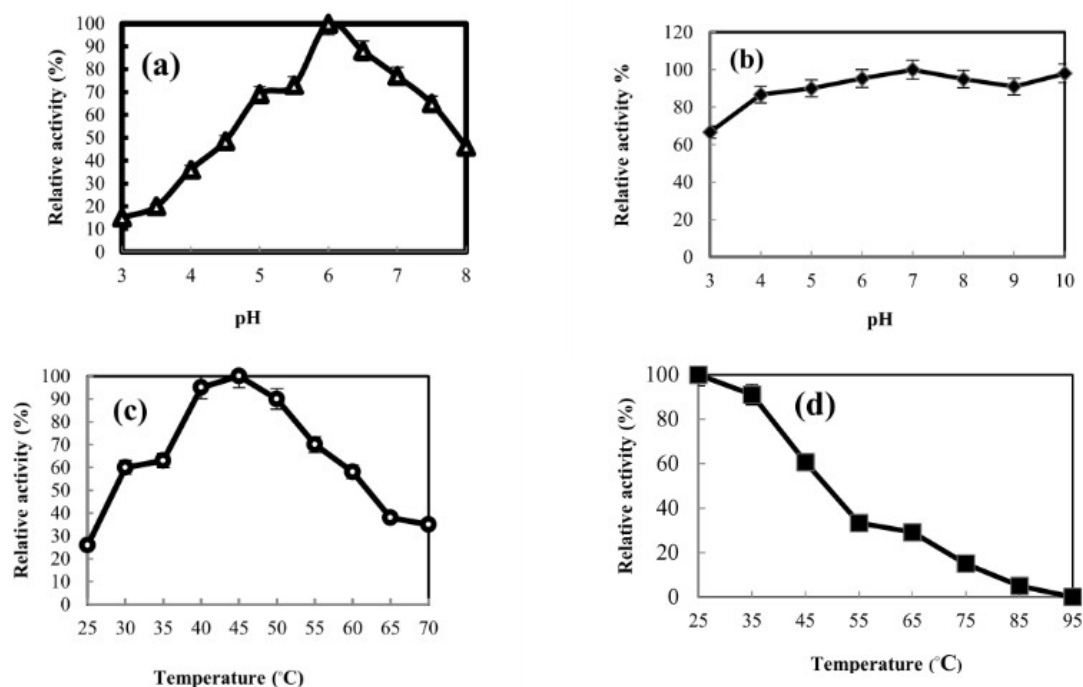 (a)
Relative activity (%)
100
90
80
70
60
50
40
30
20
10
0
3 4 5 6 7 8
pH
(b)
Relative activity %
120
100
80
60
40
20
0
3 4 5 6 7 8 9 10
pH
(c)
Relative activity (%)
100
90
80
70
60
50
40
30
20
10
0
25 30 35 40 45 50 55 60 65 70
Temperature (°C)
(d)
Relative activity (%)
100
80
60
40
20
0
25 35 45 55 65 75 85 95
Temperature (°C)